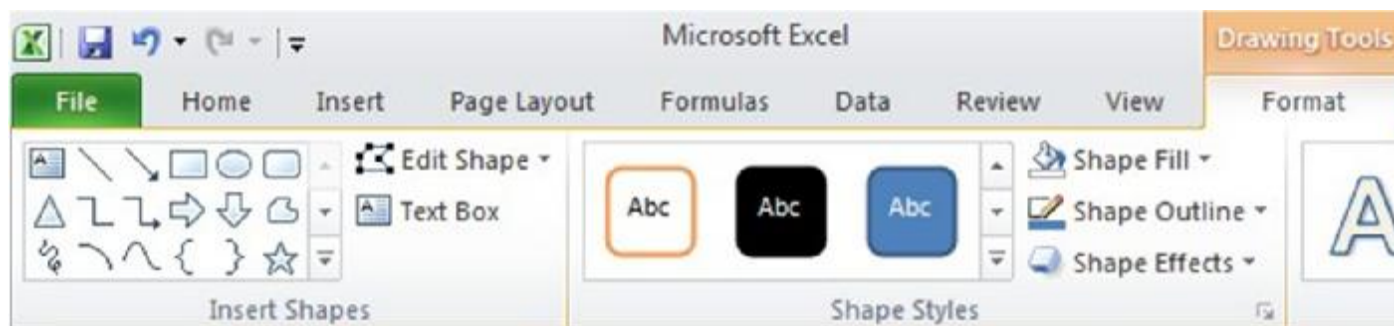 Microsoft Excel Drawing Tools
File Home Insert Page Layout Formulas Data Review View Format
Edit Shape
Text Box
Insert Shapes
Abc Abc Abc
Shape Fill
Shape Outline
Shape Effects
Shape Styles
A